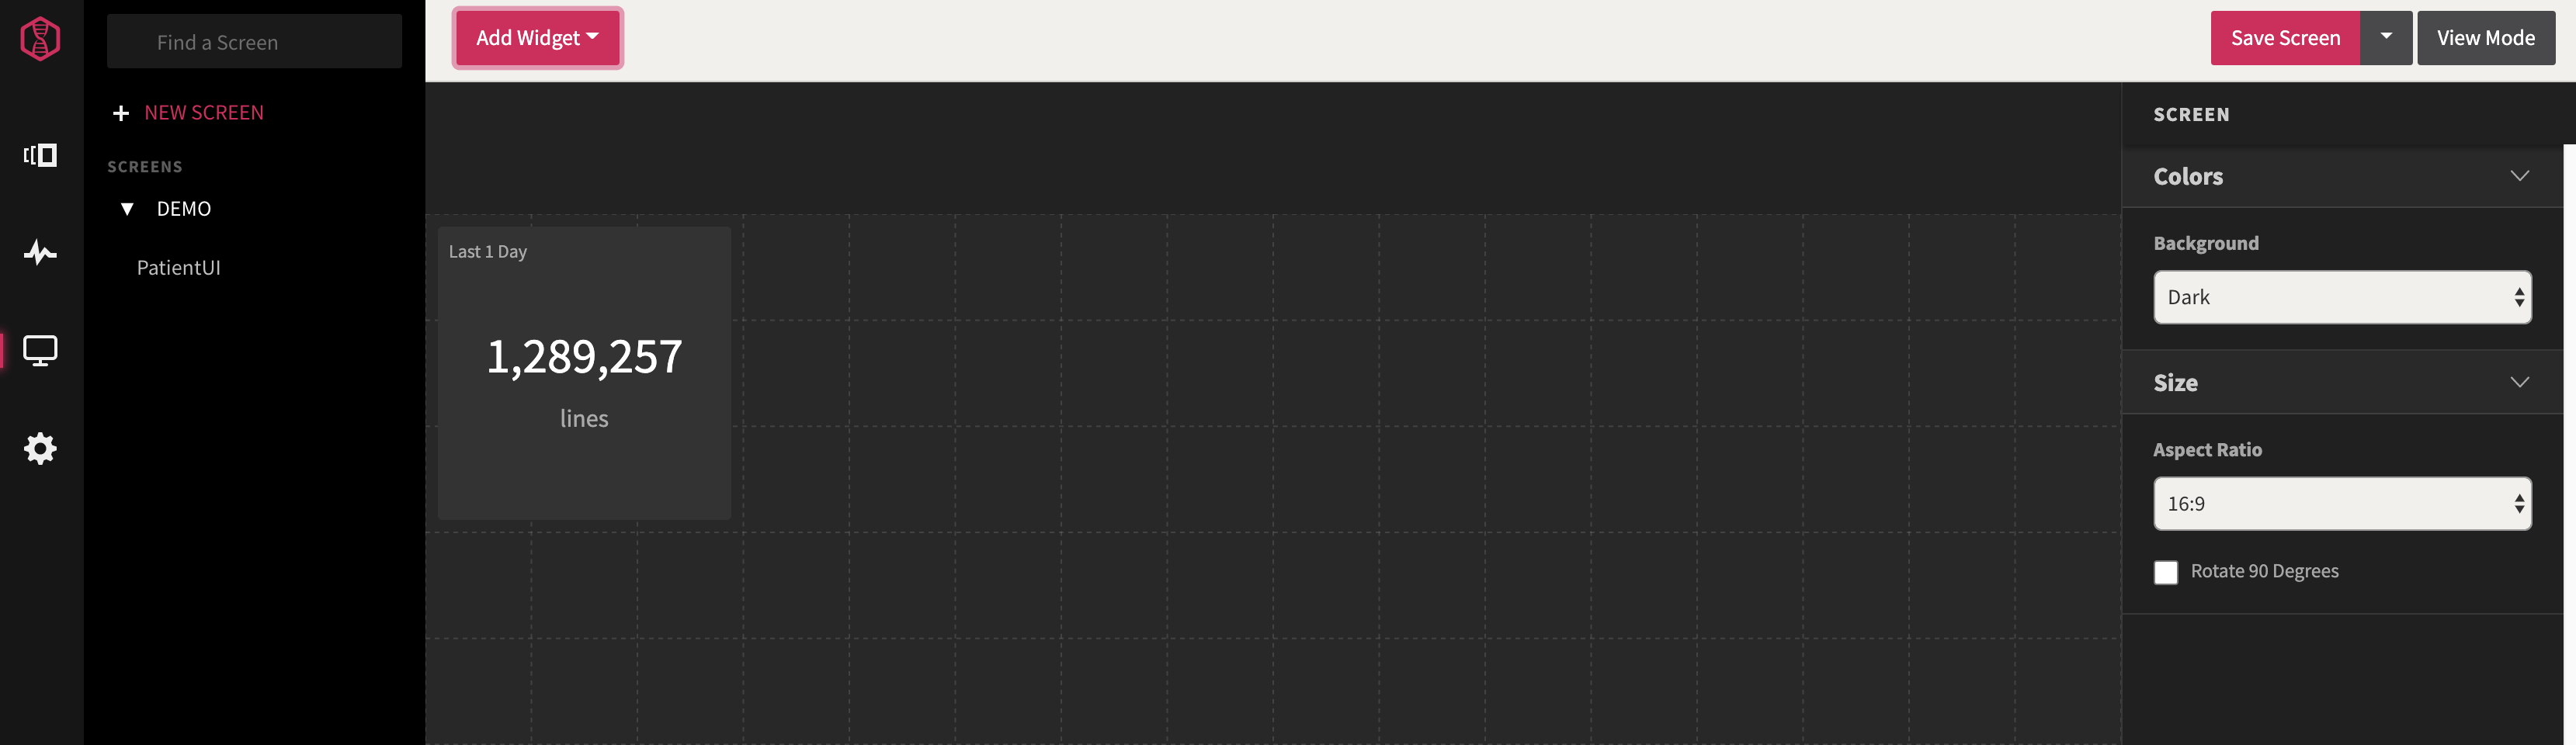 Find a Screen
NEW SCREEN
SCREENS
DEMO
PatientUI
Add Widget
Save Screen
View Mode
Last 1 Day
1,289,257
lines
SCREEN
Colors
Background
Dark
Size
Aspect Ratio
16:9
Rotate 90 Degrees